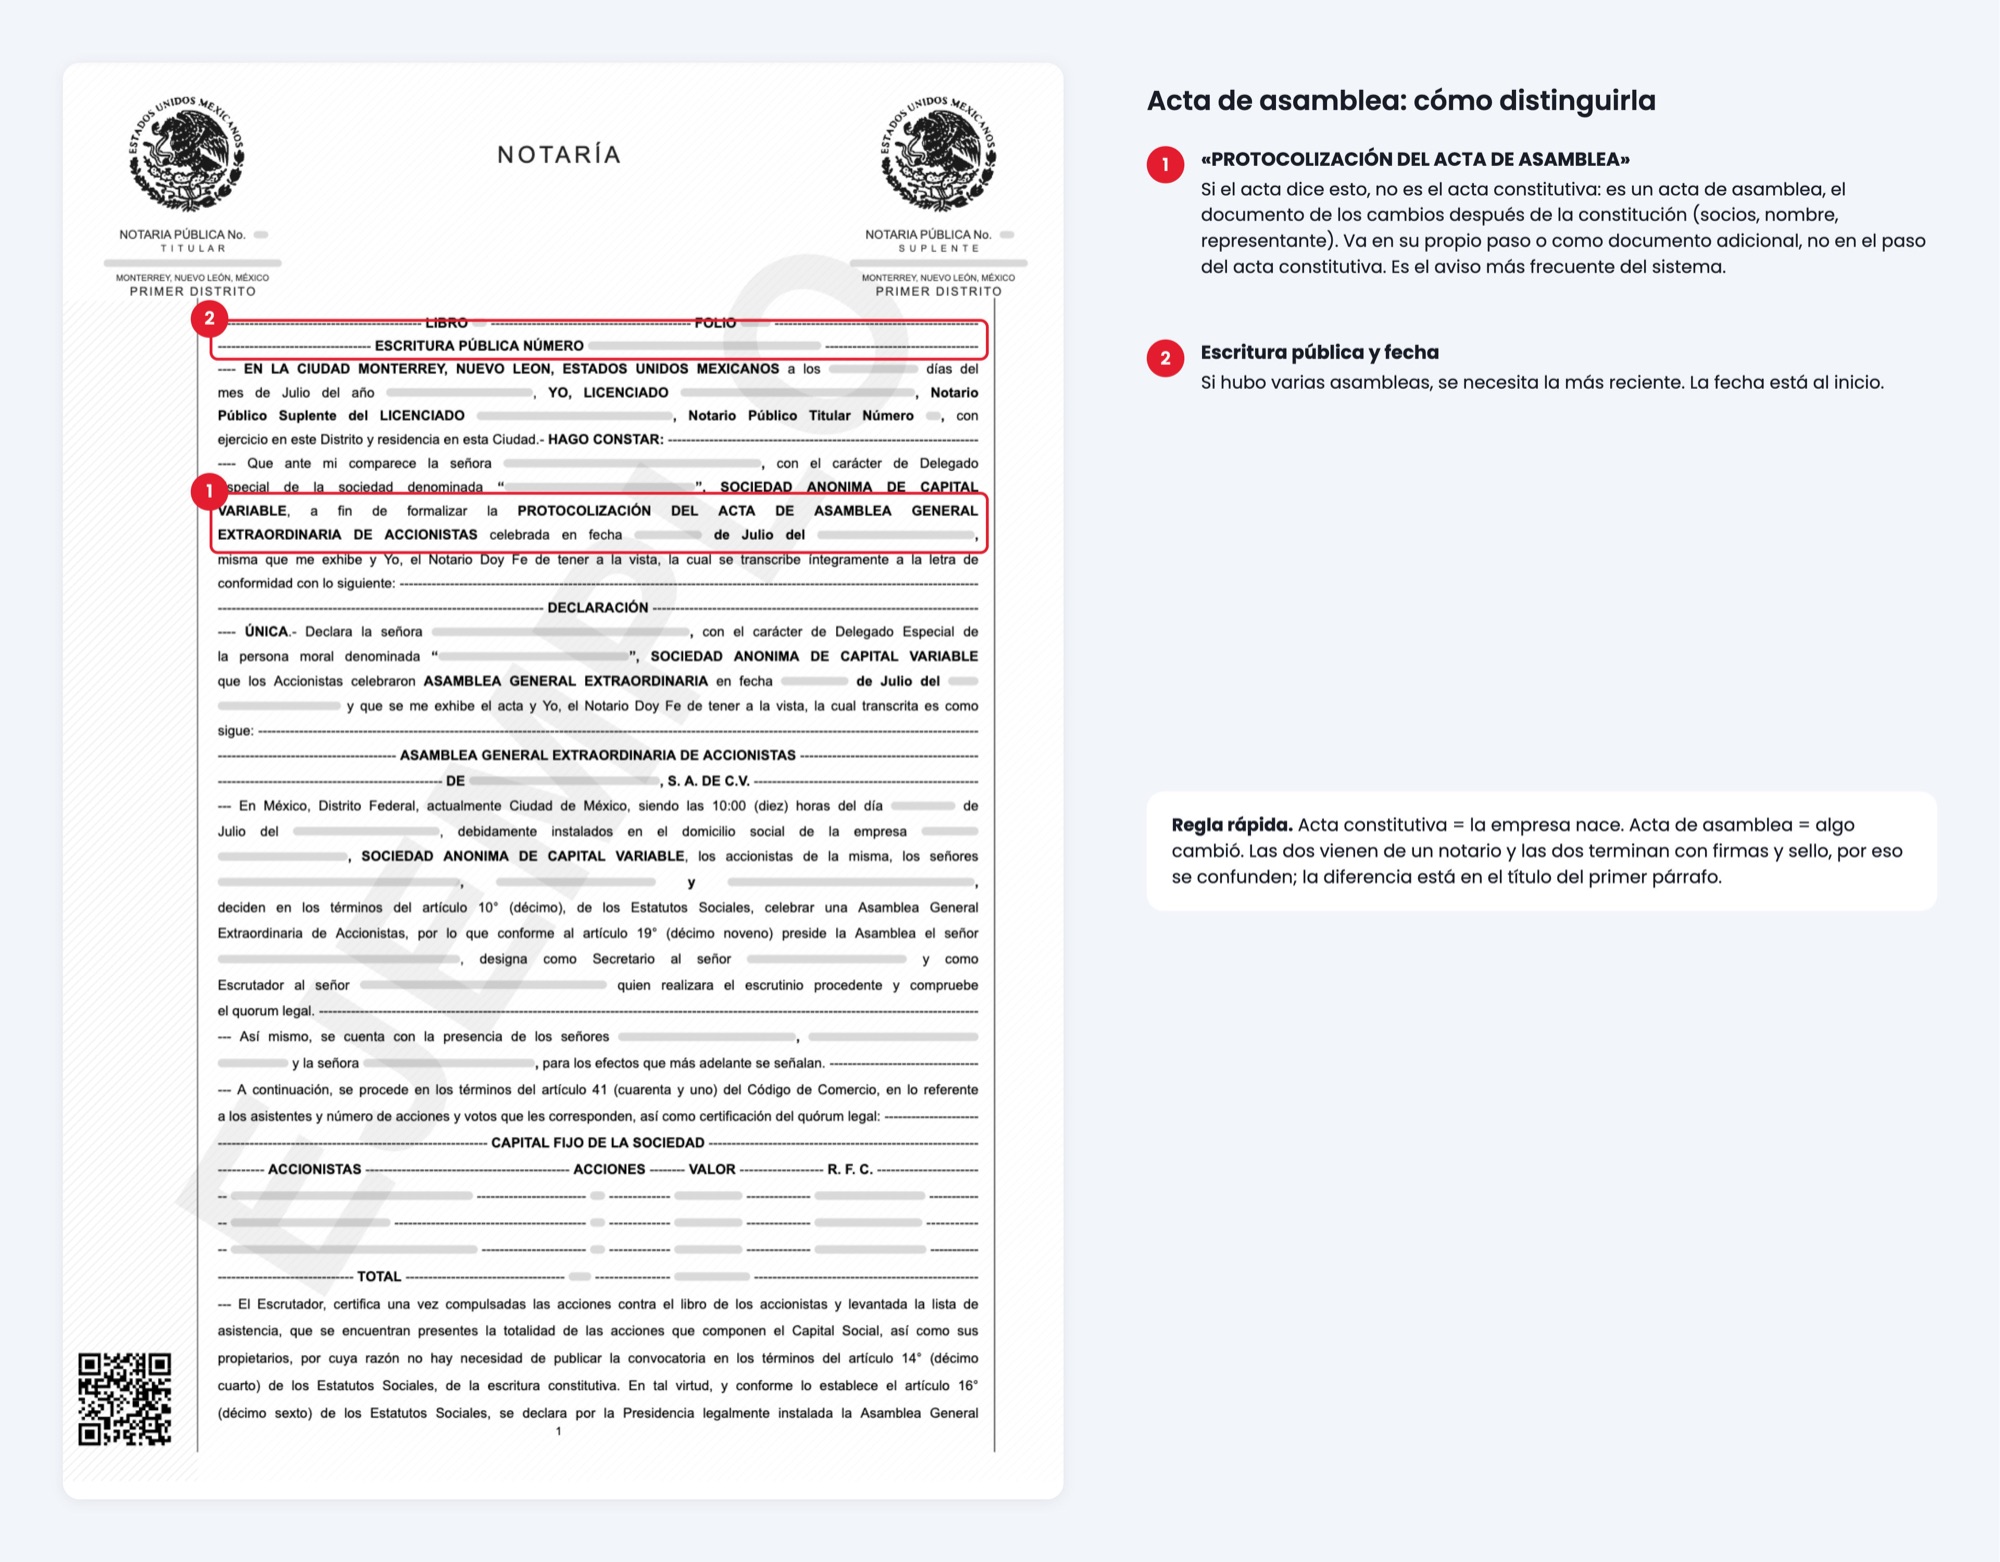 ESTADOS UNIDOS MEXICANOS
NOTARIA PÚBLICA No.
TITULAR
MONTERREY, NUEVO LEÓN, MÉXICO
PRIMER DISTRITO
NOTARÍA
ESTADOS UNIDOS MEXICANOS
NOTARIA PÚBLICA No.
SUPLENTE
MONTERREY, NUEVO LEÓN, MÉXICO
PRIMER DISTRITO
2
LIBRO FOLIO
ESCRITURA PÚBLICA NÚMERO
---- EN LA CIUDAD MONTERREY, NUEVO LEON, ESTADOS UNIDOS MEXICANOS a los días del
mes de Julio del año , YO, LICENCIADO , Notario
Público Suplente del LICENCIADO , Notario Público Titular Número , con
ejercicio en este Distrito y residencia en esta Ciudad.- HAGO CONSTAR:
---- Que ante mi comparece la señora , con el carácter de Delegado
1
special de la sociedad denominada “ ”, SOCIEDAD ANONIMA DE CAPITAL
VARIABLE, a fin de formalizar la PROTOCOLIZACIÓN DEL ACTA DE ASAMBLEA GENERAL
EXTRAORDINARIA DE ACCIONISTAS celebrada en fecha de Julio del ,
misma que me exhibe y Yo, el Notario Doy Fe de tener a la vista, la cual se transcribe íntegramente a la letra de
conformidad con lo siguiente:
DECLARACIÓN
---- ÚNICA.- Declara la señora , con el carácter de Delegado Especial de
la persona moral denominada “ ”, SOCIEDAD ANONIMA DE CAPITAL VARIABLE
que los Accionistas celebraron ASAMBLEA GENERAL EXTRAORDINARIA en fecha de Julio del
y que se me exhibe el acta y Yo, el Notario Doy Fe de tener a la vista, la cual transcrita es como
sigue:
ASAMBLEA GENERAL EXTRAORDINARIA DE ACCIONISTAS
DE , S. A. DE C.V.
--- En México, Distrito Federal, actualmente Ciudad de México, siendo las 10:00 (diez) horas del día de
Julio del , debidamente instalados en el domicilio social de la empresa
, SOCIEDAD ANONIMA DE CAPITAL VARIABLE, los accionistas de la misma, los señores
, y ,
deciden en los términos del artículo 10° (décimo), de los Estatutos Sociales, celebrar una Asamblea General
Extraordinaria de Accionistas, por lo que conforme al artículo 19° (décimo noveno) preside la Asamblea el señor
, designa como Secretario al señor y como
Escrutador al señor quien realizara el escrutinio procedente y compruebe
el quorum legal.
--- Así mismo, se cuenta con la presencia de los señores ,
y la señora , para los efectos que más adelante se señalan.
--- A continuación, se procede en los términos del artículo 41 (cuarenta y uno) del Código de Comercio, en lo referente
a los asistentes y número de acciones y votos que les corresponden, así como certificación del quórum legal:
CAPITAL FIJO DE LA SOCIEDAD
ACCIONISTAS ACCIONES VALOR R. F. C.
TOTAL
--- El Escrutador, certifica una vez compulsadas las acciones contra el libro de los accionistas y levantada la lista de
asistencia, que se encuentran presentes la totalidad de las acciones que componen el Capital Social, así como sus
propietarios, por cuya razón no hay necesidad de publicar la convocatoria en los términos del artículo 14° (décimo
cuarto) de los Estatutos Sociales, de la escritura constitutiva. En tal virtud, y conforme lo establece el artículo 16°
(décimo sexto) de los Estatutos Sociales, se declara por la Presidencia legalmente instalada la Asamblea General
1
EJEMPLO
Acta de asamblea: cómo distinguirla
1 «PROTOCOLIZACIÓN DEL ACTA DE ASAMBLEA»
Si el acta dice esto, no es el acta constitutiva: es un acta de asamblea, el
documento de los cambios después de la constitución (socios, nombre,
representante). Va en su propio paso o como documento adicional, no en el paso
del acta constitutiva. Es el aviso más frecuente del sistema.
2 Escritura pública y fecha
Si hubo varias asambleas, se necesita la más reciente. La fecha está al inicio.
Regla rápida. Acta constitutiva = la empresa nace. Acta de asamblea = algo
cambió. Las dos vienen de un notario y las dos terminan con firmas y sello, por eso
se confunden; la diferencia está en el título del primer párrafo.